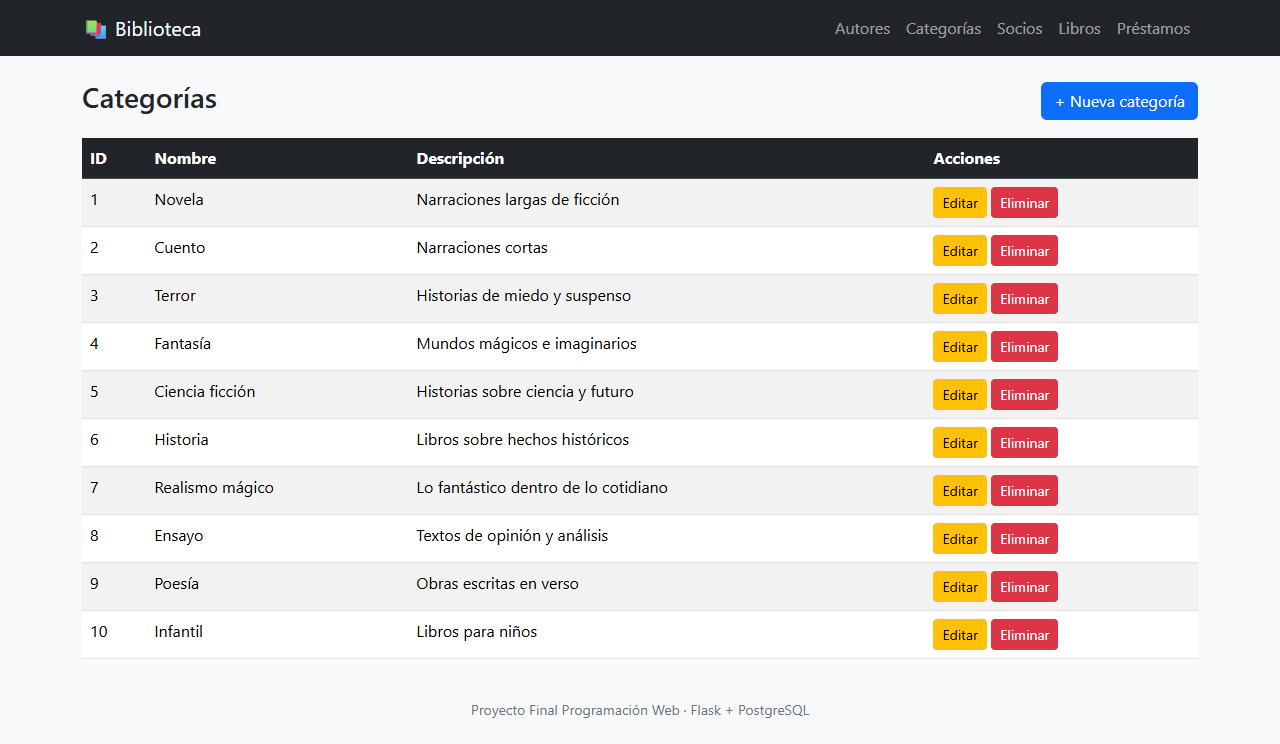 Biblioteca Autores Categorías Socios Libros Préstamos
Categorías + Nueva categoría
ID Nombre Descripción Acciones
1 Novela Narraciones largas de ficción Editar Eliminar
2 Cuento Narraciones cortas Editar Eliminar
3 Terror Historias de miedo y suspenso Editar Eliminar
4 Fantasía Mundos mágicos e imaginarios Editar Eliminar
5 Ciencia ficción Historias sobre ciencia y futuro Editar Eliminar
6 Historia Libros sobre hechos históricos Editar Eliminar
7 Realismo mágico Lo fantástico dentro de lo cotidiano Editar Eliminar
8 Ensayo Textos de opinión y análisis Editar Eliminar
9 Poesía Obras escritas en verso Editar Eliminar
10 Infantil Libros para niños Editar Eliminar
Proyecto Final Programación Web · Flask + PostgreSQL